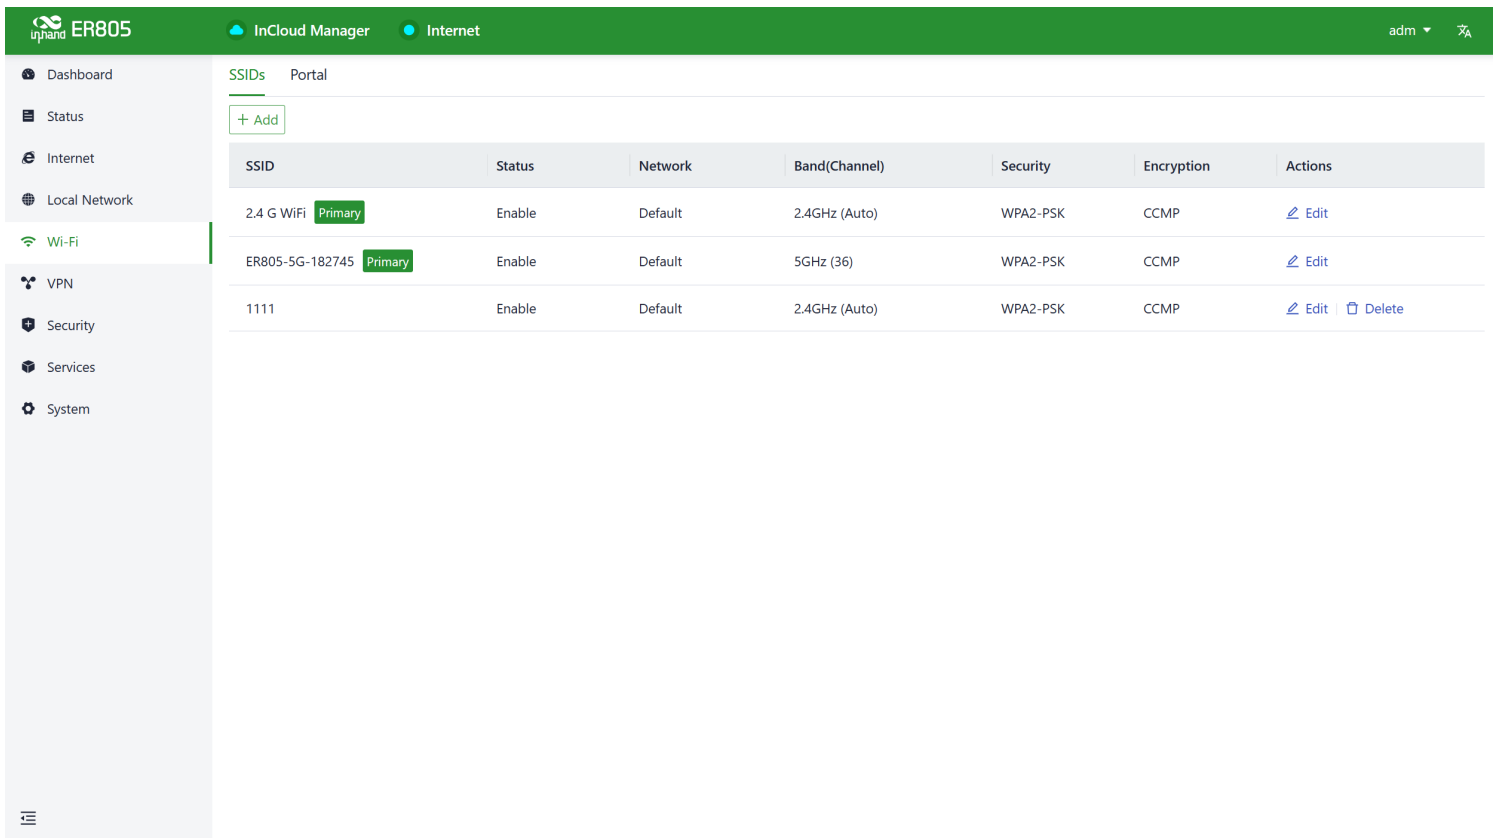 inhand ER805
InCloud Manager
Internet
adm
Dashboard
Status
Internet
Local Network
Wi-Fi
VPN
Security
Services
System
SSIDs Portal
+ Add
SSID Status Network Band(Channel) Security Encryption Actions
2.4 G WiFi Primary Enable Default 2.4GHz (Auto) WPA2-PSK CCMP Edit
ER805-5G-182745 Primary Enable Default 5GHz (36) WPA2-PSK CCMP Edit
1111 Enable Default 2.4GHz (Auto) WPA2-PSK CCMP Edit Delete